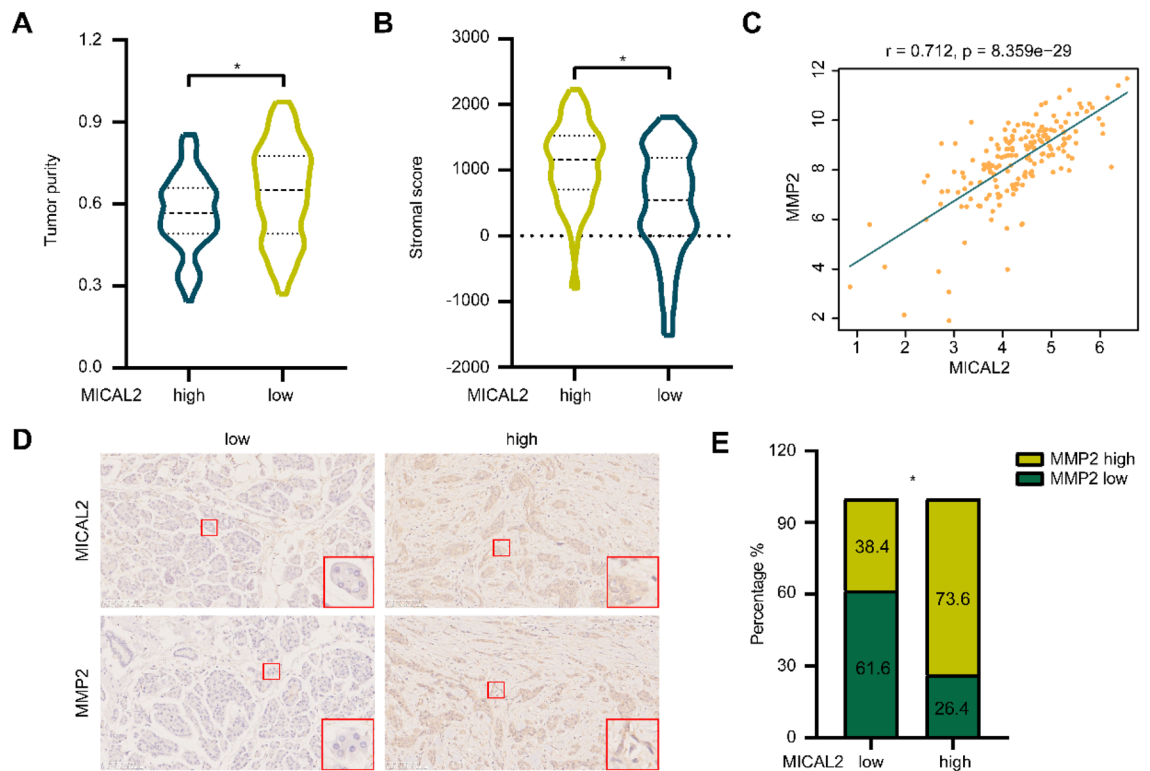 A
1.2
0.9
0.6
0.3
0.0
Tumor purity
*
MICAL2 high low
B
3000
2000
1000
0
-1000
-2000
Stromal score
*
MICAL2 high low
C
r = 0.712, p = 8.359e−29
12
10
8
6
4
2
MMP2
1 2 3 4 5 6
MICAL2
D
low high
MICAL2
MMP2
E
MMP2 high
MMP2 low
120
90
60
30
0
Percentage %
*
38.4
61.6
73.6
26.4
MICAL2 low high